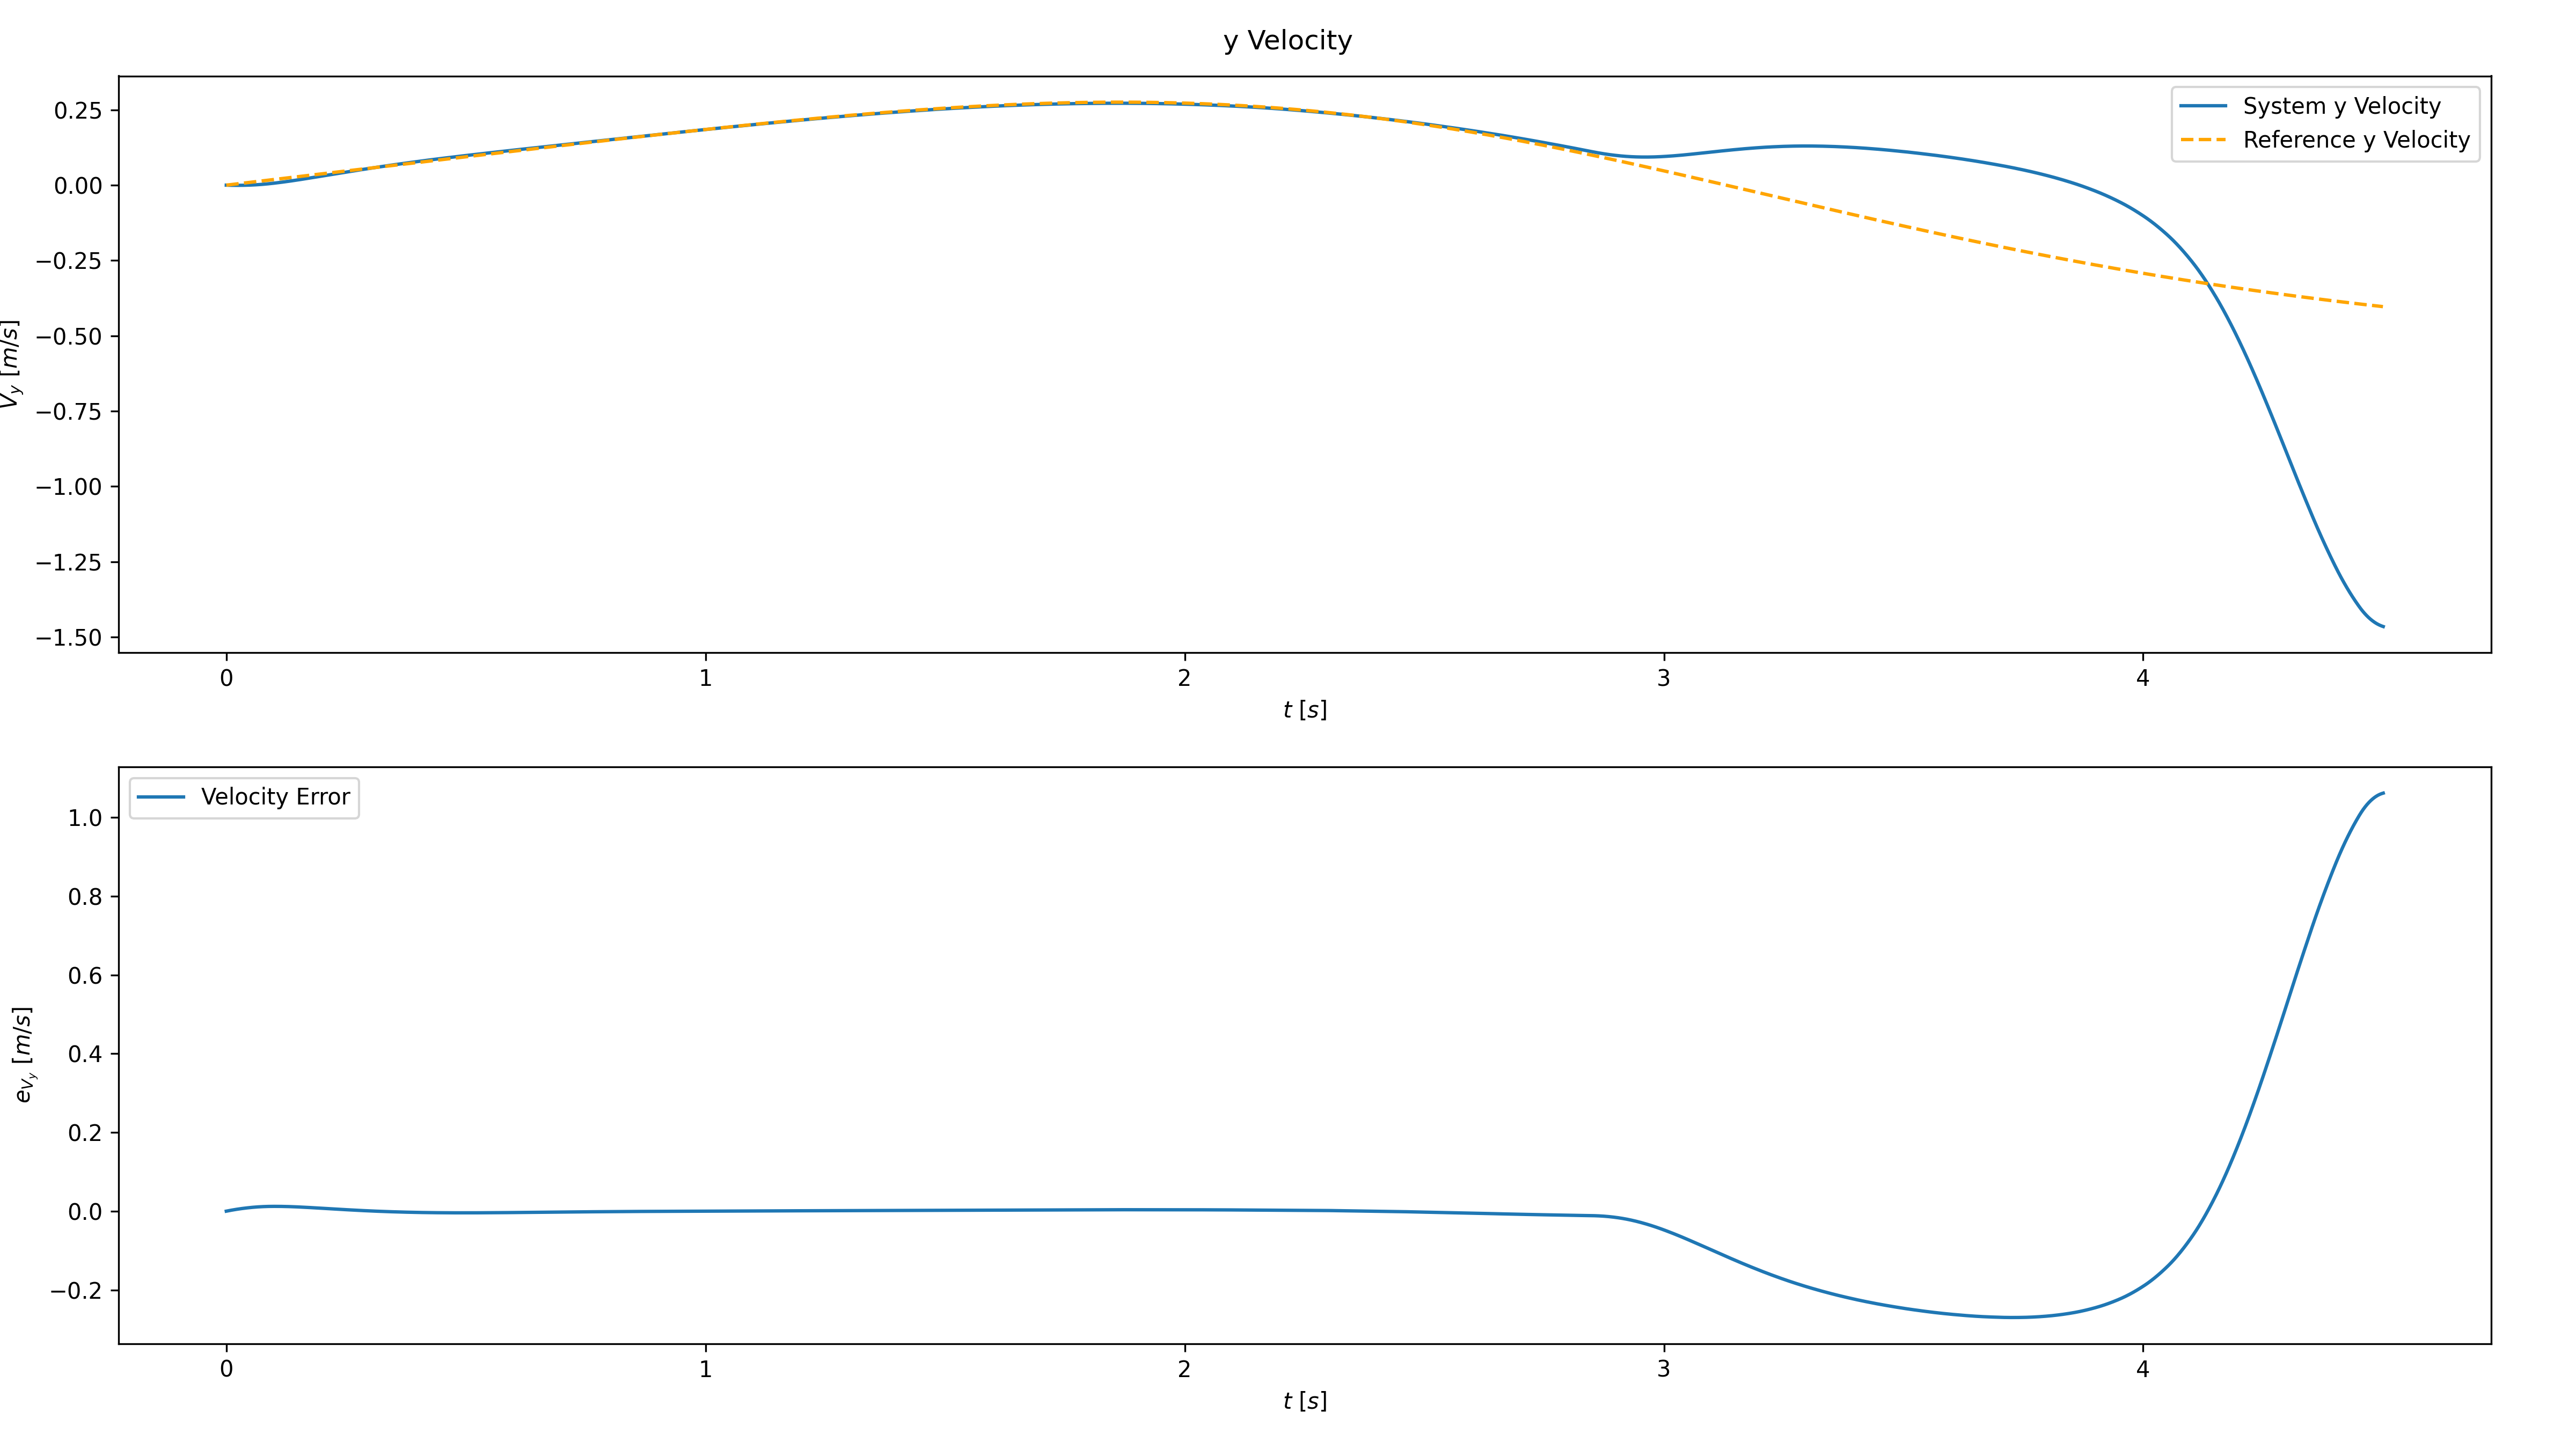 y Velocity
System y Velocity
Reference y Velocity
0.25
0.00
−0.25
−0.50
−0.75
−1.00
−1.25
−1.50
V_y [m/s]
0 1 2 3 4
t [s]
Velocity Error
1.0
0.8
0.6
0.4
0.2
0.0
−0.2
e_{V_y} [m/s]
0 1 2 3 4
t [s]